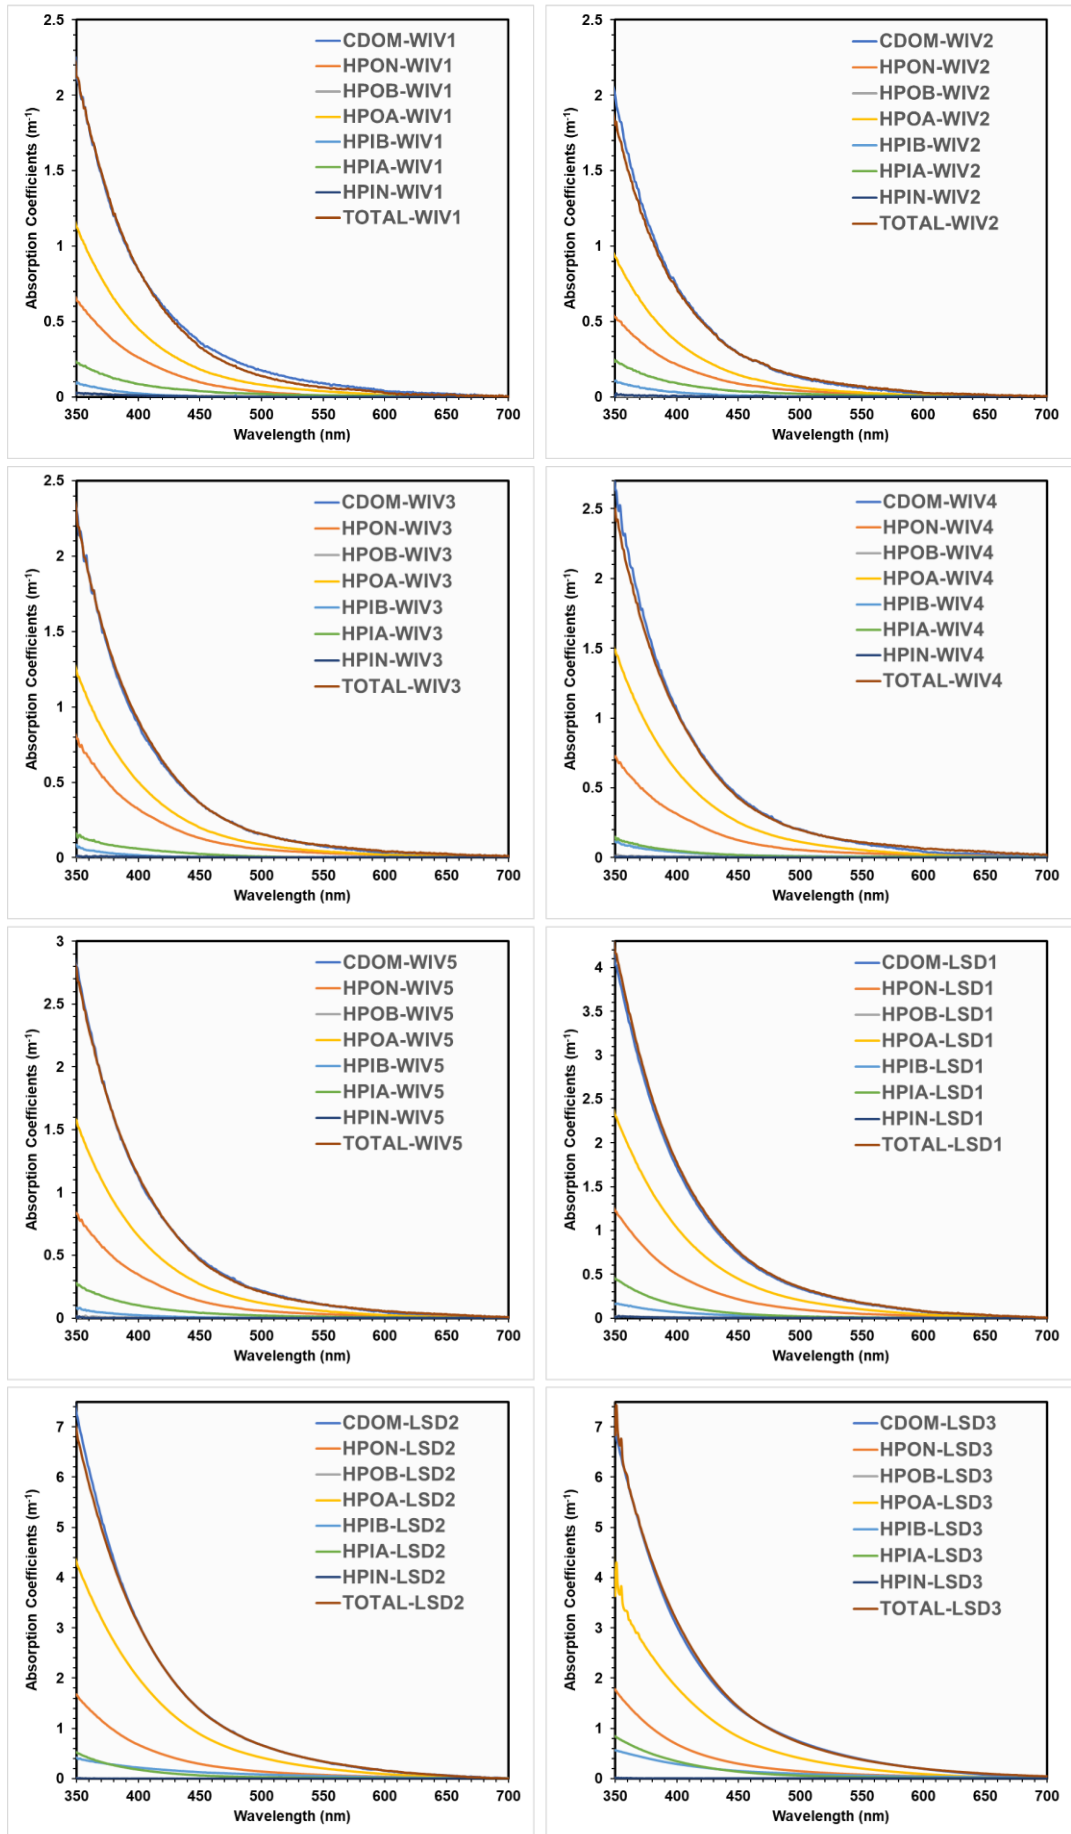 2.5
2
1.5
1
0.5
0
350 400 450 500 550 600 650 700
Absorption Coefficients (m⁻¹)
Wavelength (nm)
CDOM-WIV1
HPON-WIV1
HPOB-WIV1
HPOA-WIV1
HPIB-WIV1
HPIA-WIV1
HPIN-WIV1
TOTAL-WIV1
2.5
2
1.5
1
0.5
0
350 400 450 500 550 600 650 700
Absorption Coefficients (m⁻¹)
Wavelength (nm)
CDOM-WIV2
HPON-WIV2
HPOB-WIV2
HPOA-WIV2
HPIB-WIV2
HPIA-WIV2
HPIN-WIV2
TOTAL-WIV2
2.5
2
1.5
1
0.5
0
350 400 450 500 550 600 650 700
Absorption Coefficients (m⁻¹)
Wavelength (nm)
CDOM-WIV3
HPON-WIV3
HPOB-WIV3
HPOA-WIV3
HPIB-WIV3
HPIA-WIV3
HPIN-WIV3
TOTAL-WIV3
2.5
2
1.5
1
0.5
0
350 400 450 500 550 600 650 700
Absorption Coefficients (m⁻¹)
Wavelength (nm)
CDOM-WIV4
HPON-WIV4
HPOB-WIV4
HPOA-WIV4
HPIB-WIV4
HPIA-WIV4
HPIN-WIV4
TOTAL-WIV4
3
2.5
2
1.5
1
0.5
0
350 400 450 500 550 600 650 700
Absorption Coefficients (m⁻¹)
Wavelength (nm)
CDOM-WIV5
HPON-WIV5
HPOB-WIV5
HPOA-WIV5
HPIB-WIV5
HPIA-WIV5
HPIN-WIV5
TOTAL-WIV5
4
3.5
3
2.5
2
1.5
1
0.5
0
350 400 450 500 550 600 650 700
Absorption Coefficients (m⁻¹)
Wavelength (nm)
CDOM-LSD1
HPON-LSD1
HPOB-LSD1
HPOA-LSD1
HPIB-LSD1
HPIA-LSD1
HPIN-LSD1
TOTAL-LSD1
7
6
5
4
3
2
1
0
350 400 450 500 550 600 650 700
Absorption Coefficients (m⁻¹)
Wavelength (nm)
CDOM-LSD2
HPON-LSD2
HPOB-LSD2
HPOA-LSD2
HPIB-LSD2
HPIA-LSD2
HPIN-LSD2
TOTAL-LSD2
7
6
5
4
3
2
1
0
350 400 450 500 550 600 650 700
Absorption Coefficients (m⁻¹)
Wavelength (nm)
CDOM-LSD3
HPON-LSD3
HPOB-LSD3
HPOA-LSD3
HPIB-LSD3
HPIA-LSD3
HPIN-LSD3
TOTAL-LSD3